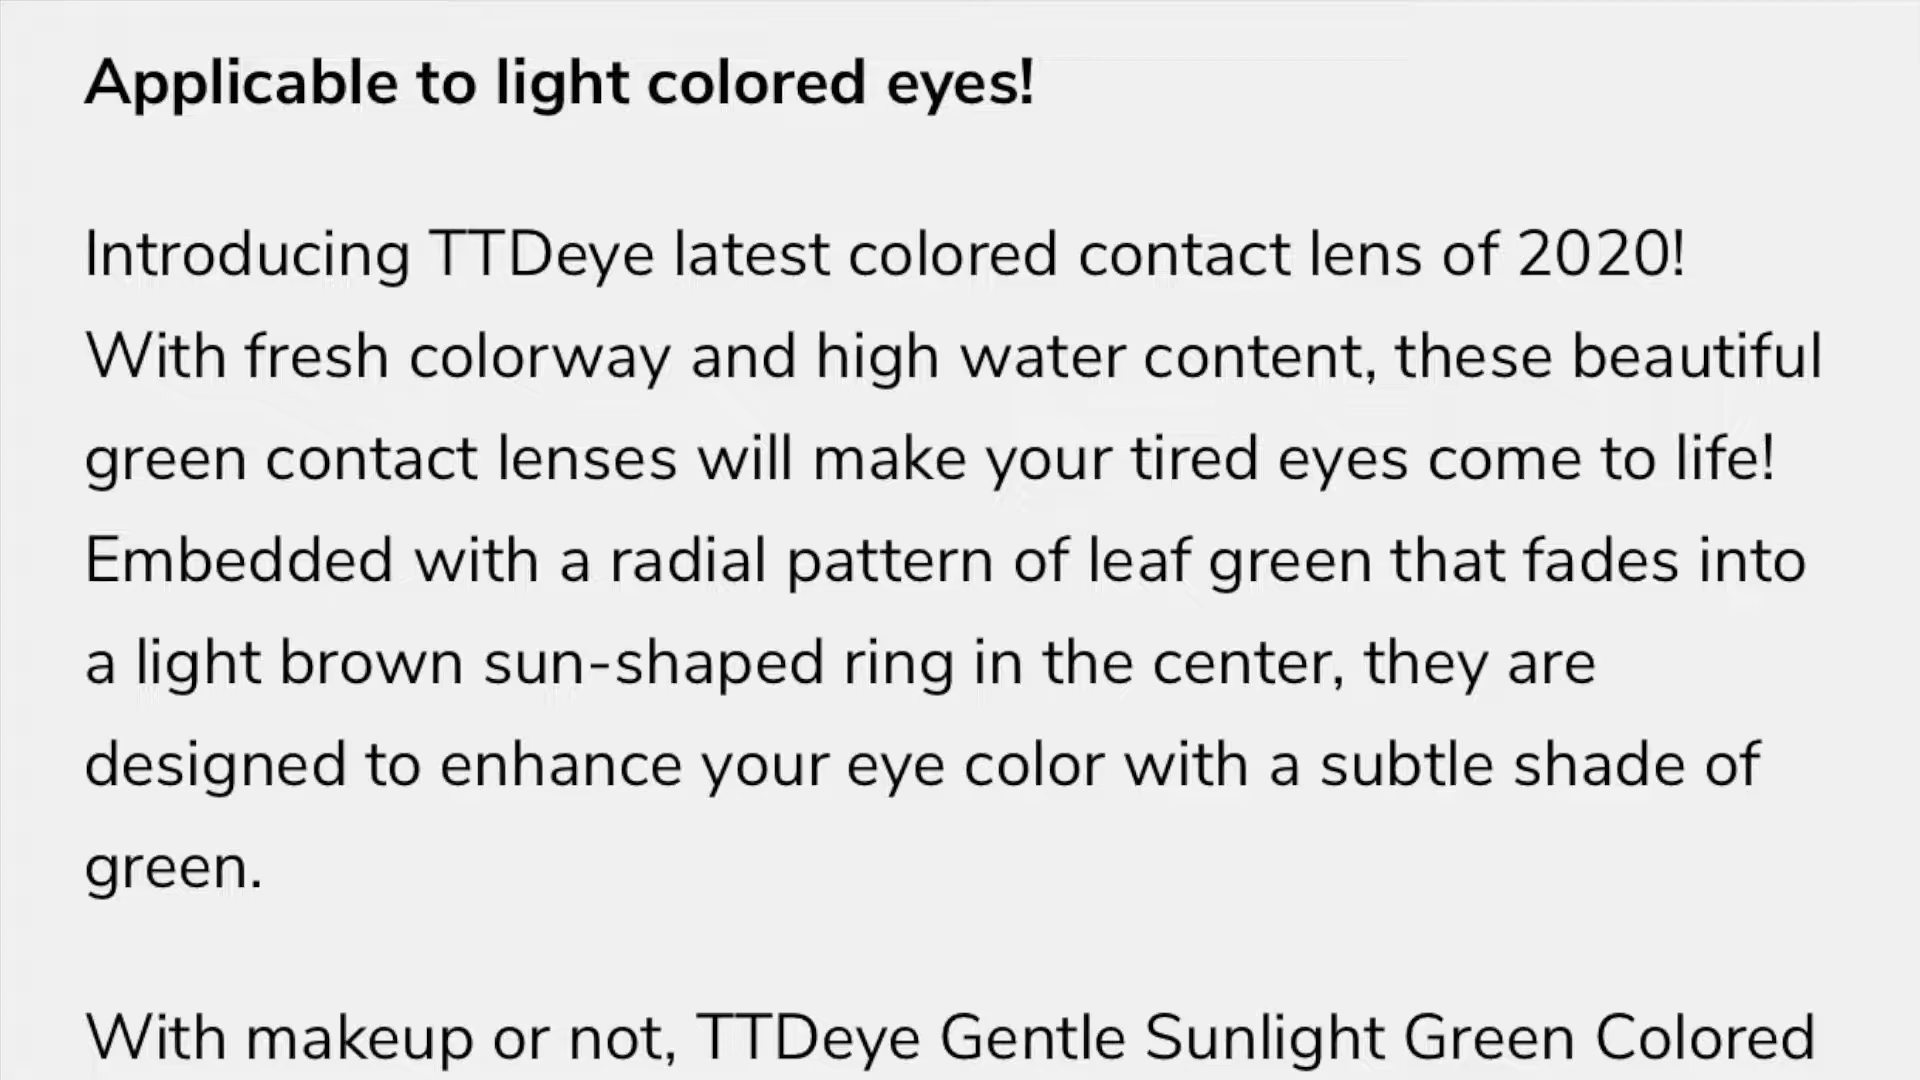 Applicable to light colored eyes!
Introducing TTDeye latest colored contact lens of 2020!
With fresh colorway and high water content, these beautiful
green contact lenses will make your tired eyes come to life!
Embedded with a radial pattern of leaf green that fades into
a light brown sun-shaped ring in the center, they are
designed to enhance your eye color with a subtle shade of
green.
With makeup or not, TTDeye Gentle Sunlight Green Colored